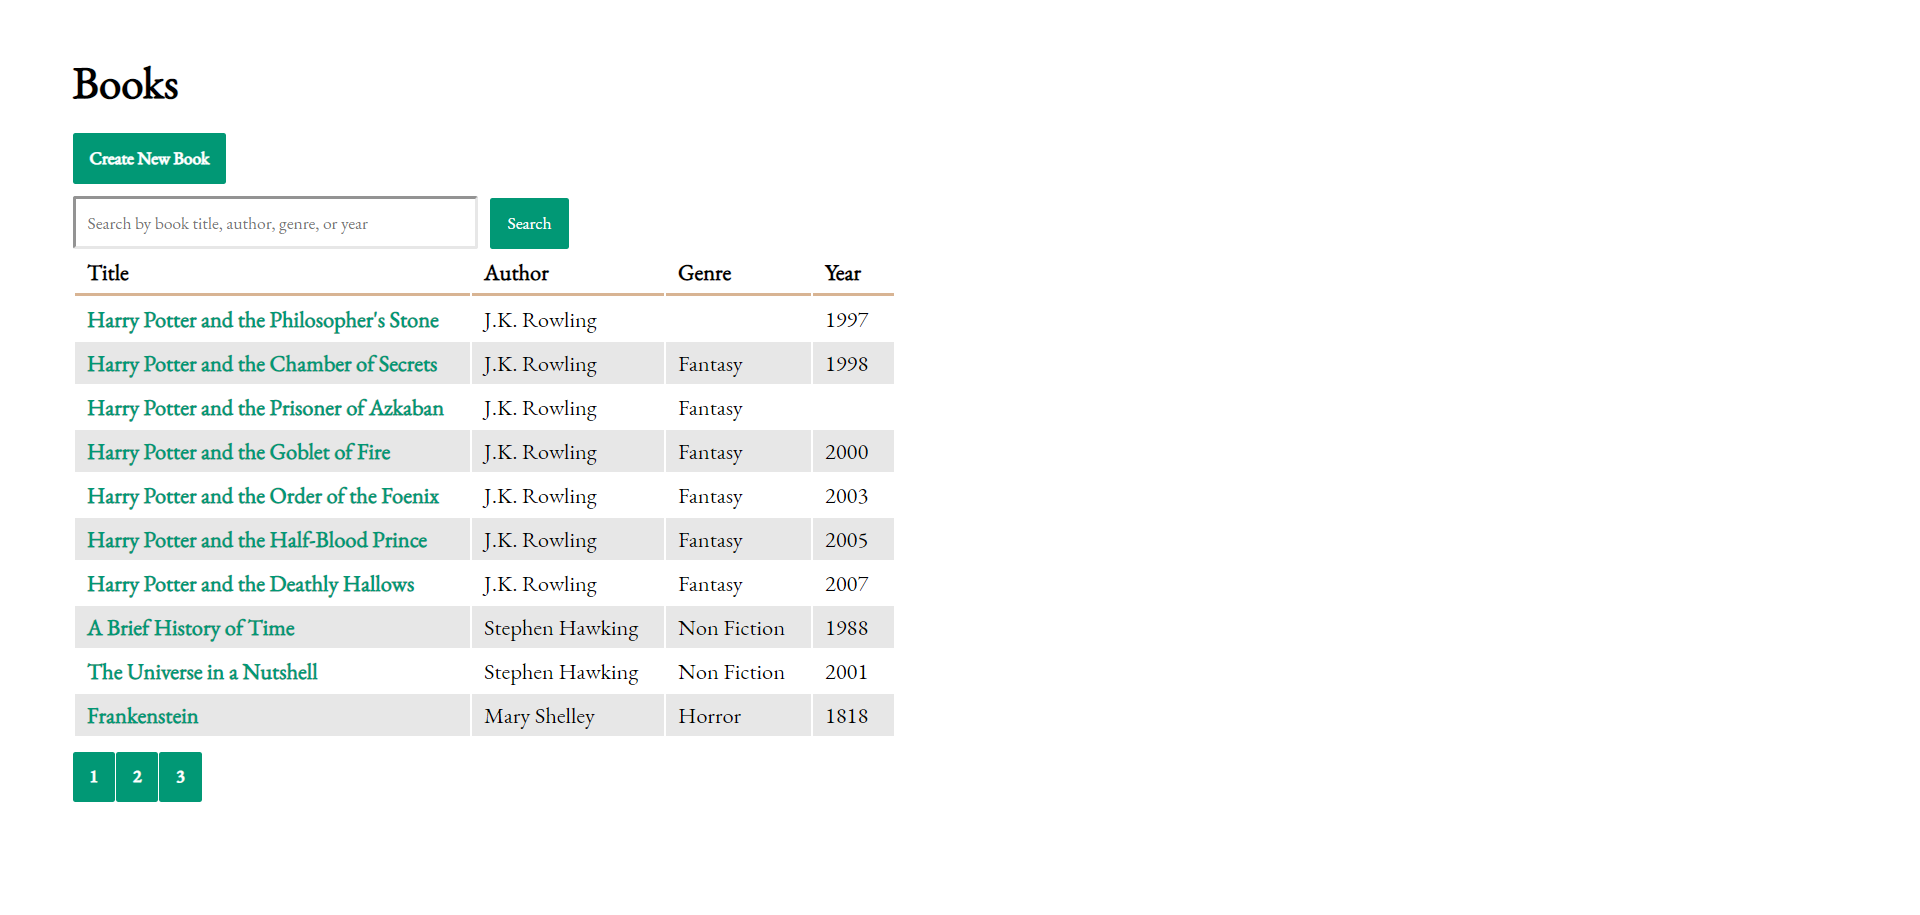 Books
Create New Book
Search by book title, author, genre, or year Search
Title Author Genre Year
Harry Potter and the Philosopher's Stone J.K. Rowling 1997
Harry Potter and the Chamber of Secrets J.K. Rowling Fantasy 1998
Harry Potter and the Prisoner of Azkaban J.K. Rowling Fantasy
Harry Potter and the Goblet of Fire J.K. Rowling Fantasy 2000
Harry Potter and the Order of the Foenix J.K. Rowling Fantasy 2003
Harry Potter and the Half-Blood Prince J.K. Rowling Fantasy 2005
Harry Potter and the Deathly Hallows J.K. Rowling Fantasy 2007
A Brief History of Time Stephen Hawking Non Fiction 1988
The Universe in a Nutshell Stephen Hawking Non Fiction 2001
Frankenstein Mary Shelley Horror 1818
1 2 3